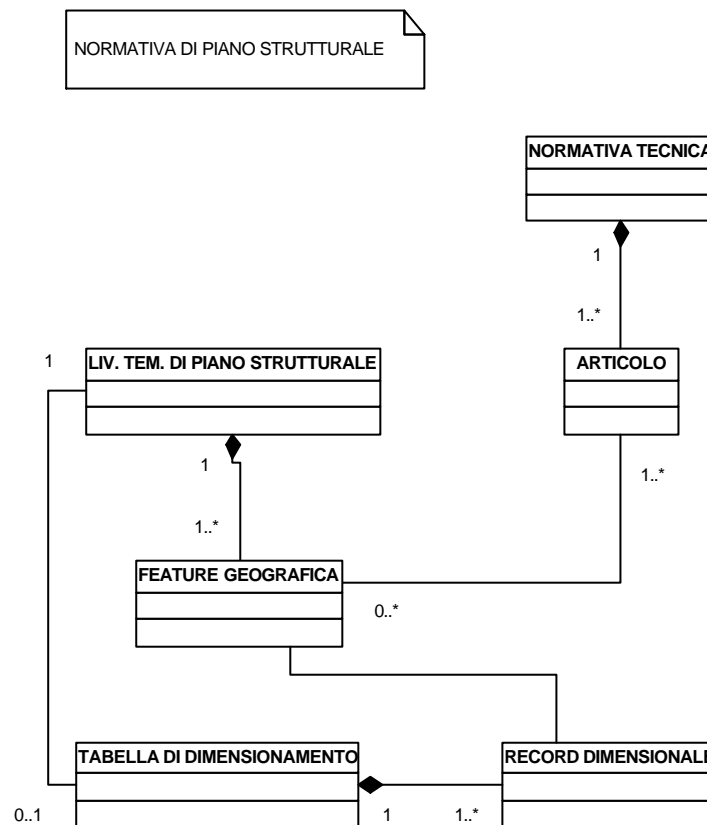 NORMATIVA DI PIANO STRUTTURALE
NORMATIVA TECNICA
1
1..*
1
LIV. TEM. DI PIANO STRUTTURALE
ARTICOLO
1
1..*
1..*
FEATURE GEOGRAFICA
0..*
TABELLA DI DIMENSIONAMENTO
RECORD DIMENSIONALE
0..1
1
1..*